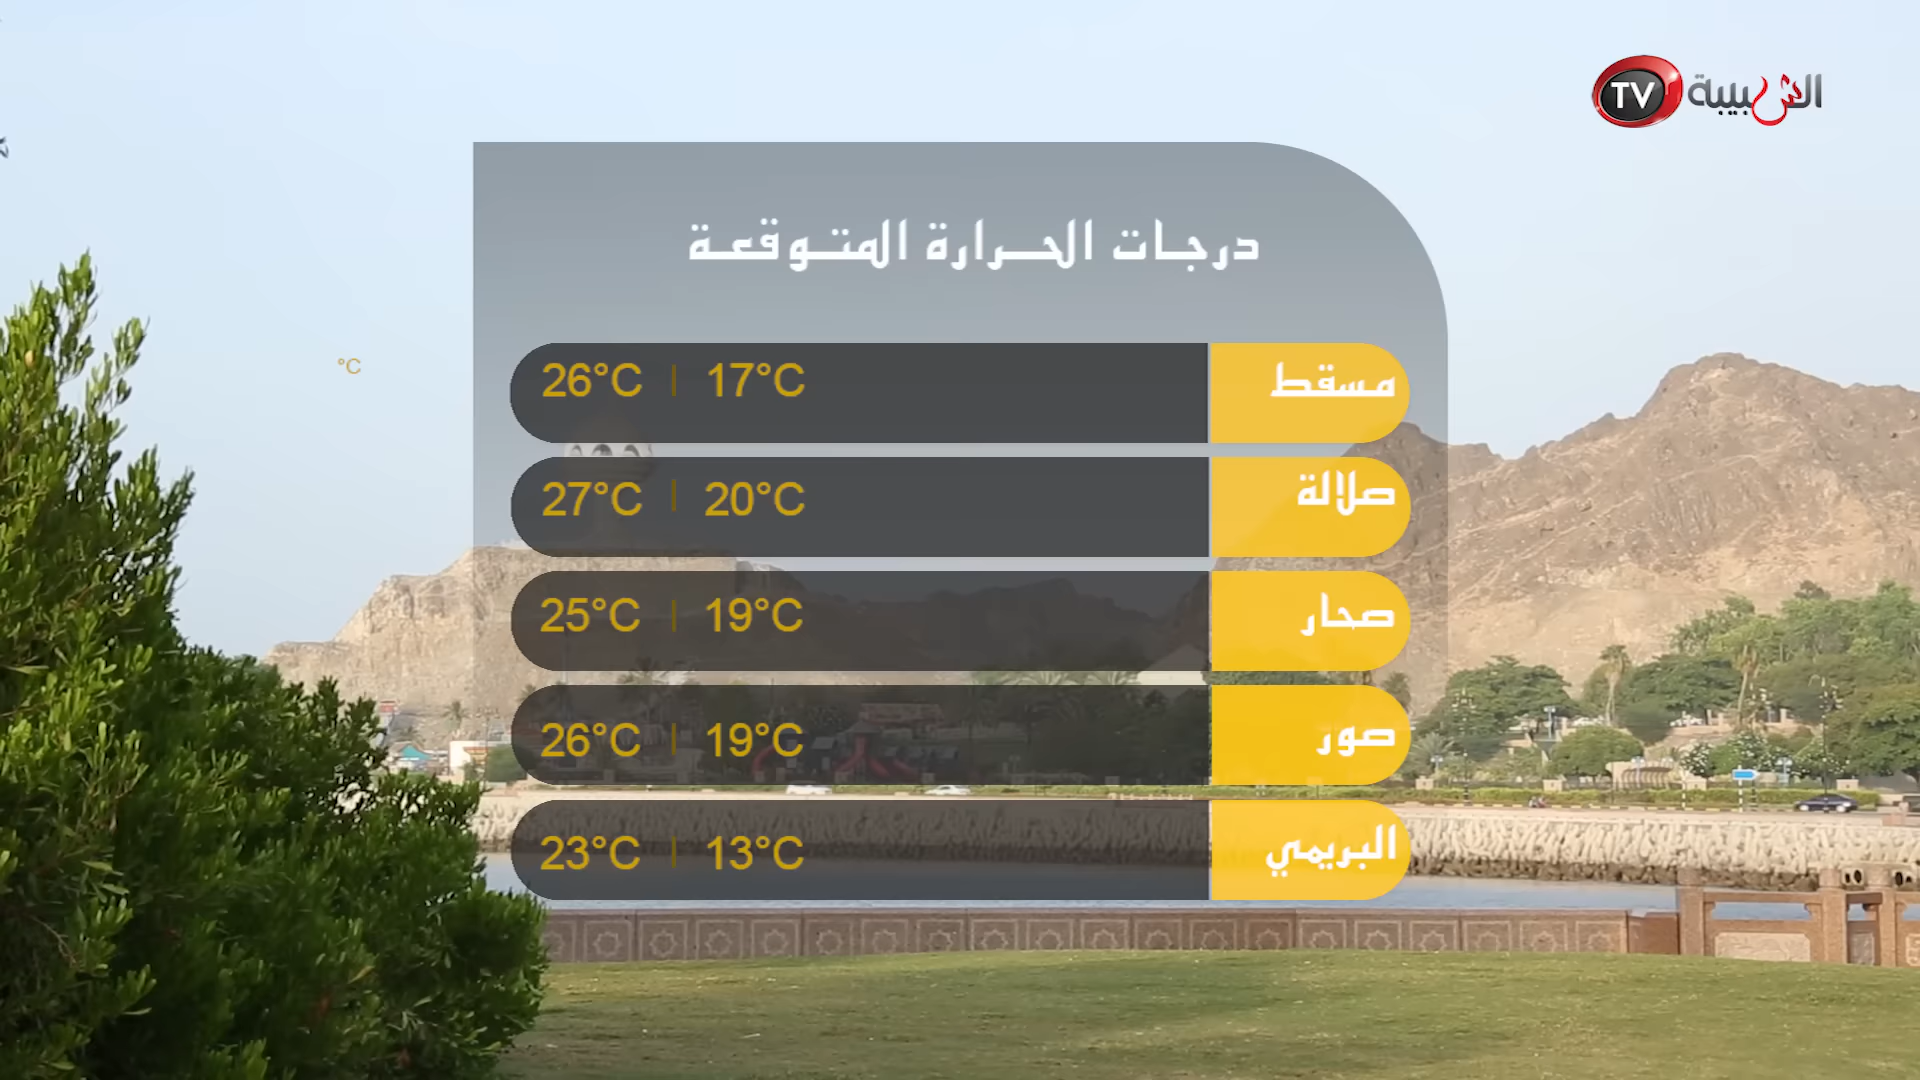 TV الشبيبة
درجات الحرارة المتوقعة
°C
مسقط 17°C | 26°C
صلالة 20°C | 27°C
صحار 19°C | 25°C
صور 19°C | 26°C
البريمي 13°C | 23°C